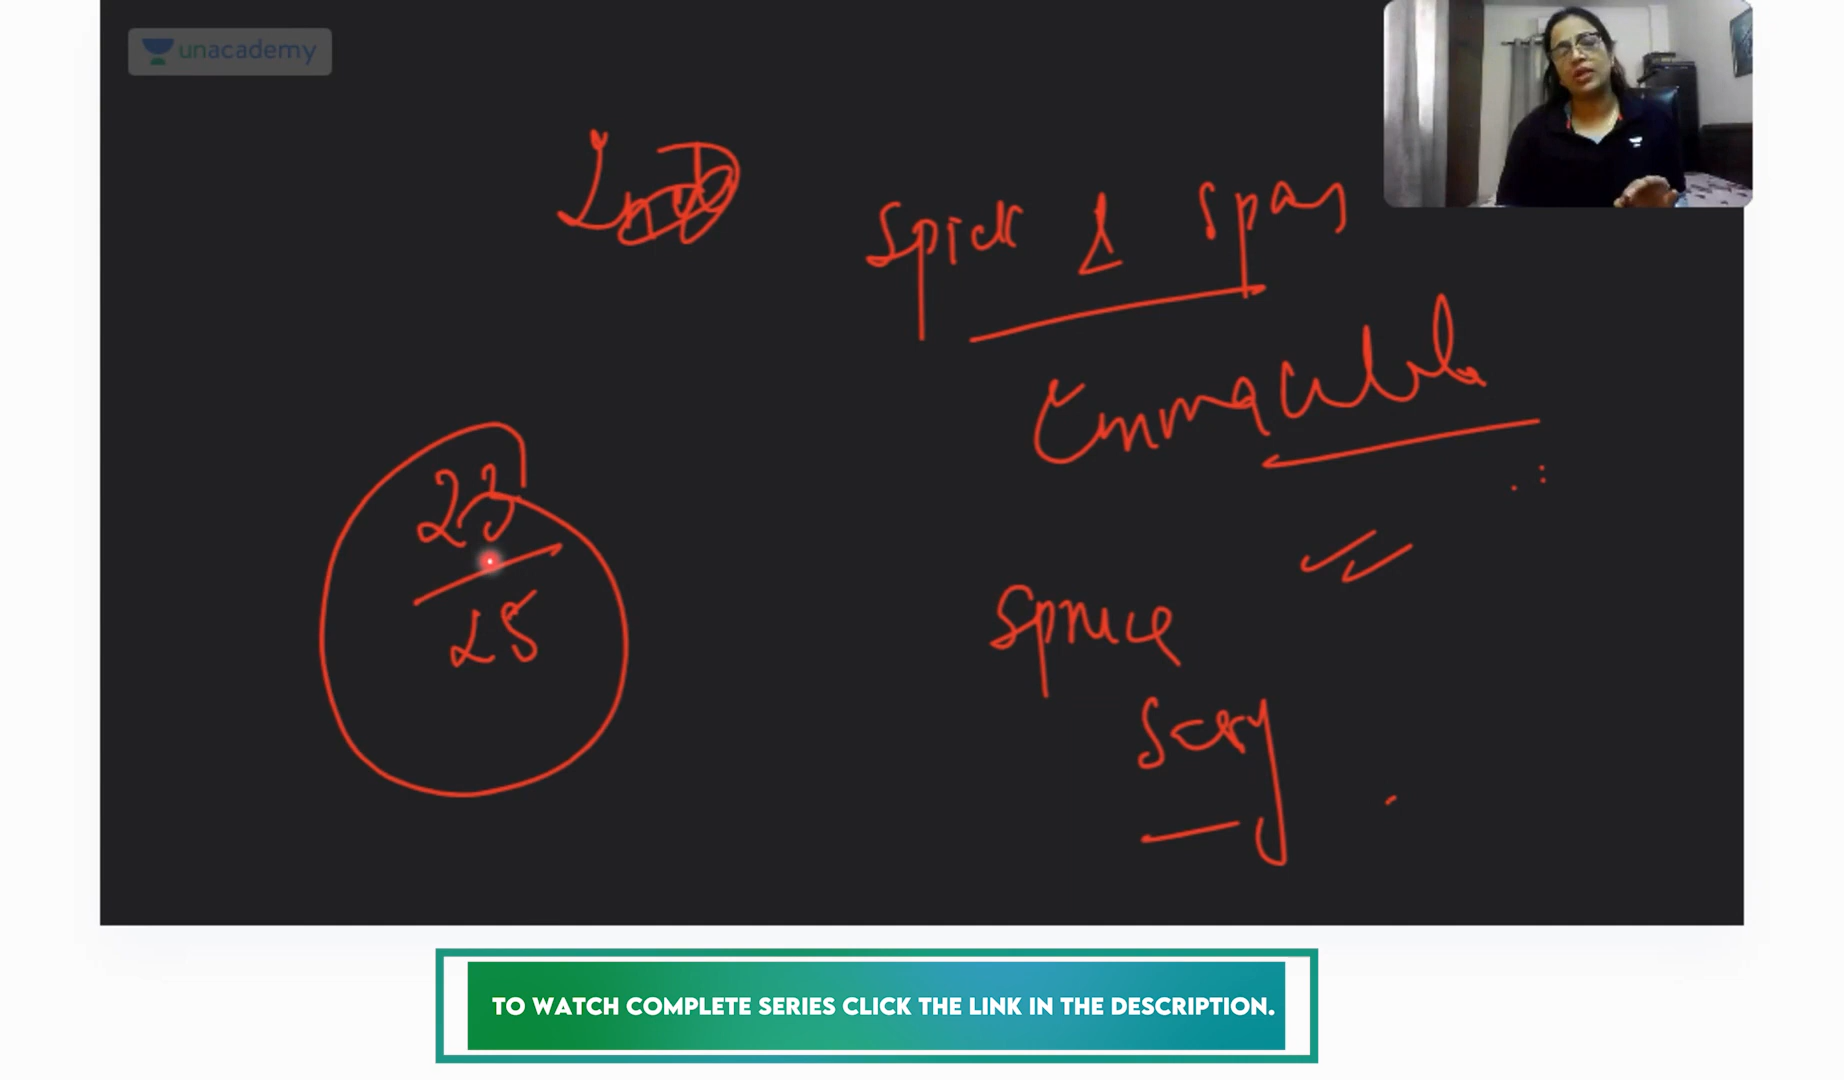 unacademy
Spick & Span
Immaculate
23
25
Spruce
TO WATCH COMPLETE SERIES CLICK THE LINK IN THE DESCRIPTION.